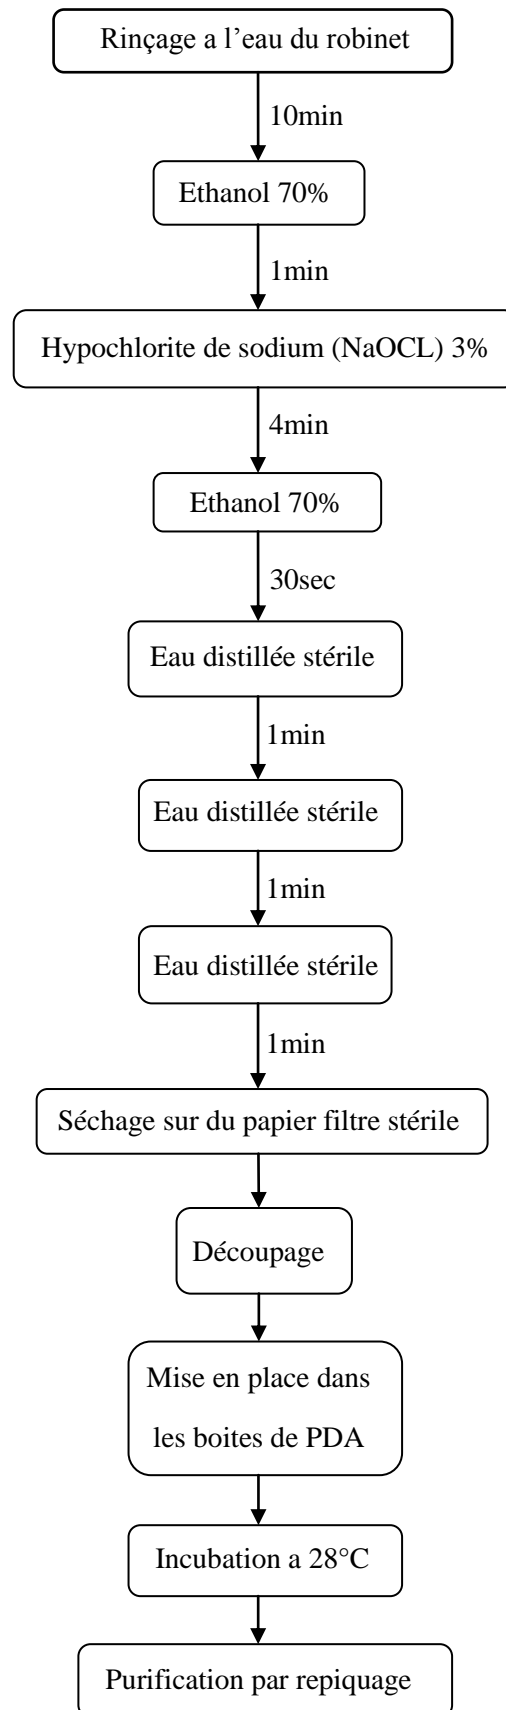 Rinçage a l’eau du robinet
10min
Ethanol 70%
1min
Hypochlorite de sodium (NaOCL) 3%
4min
Ethanol 70%
30sec
Eau distillée stérile
1min
Eau distillée stérile
1min
Eau distillée stérile
1min
Séchage sur du papier filtre stérile
Découpage
Mise en place dans
les boites de PDA
Incubation a 28°C
Purification par repiquage